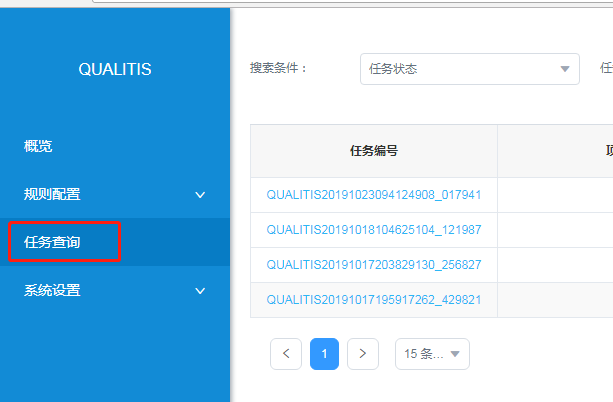 QUALITIS
概览
规则配置
任务查询
系统设置
搜索条件：
任务状态
任
任务编号
QUALITIS20191023094124908_017941
QUALITIS20191018104625104_121987
QUALITIS20191017203829130_256827
QUALITIS20191017195917262_429821
1
15 条...